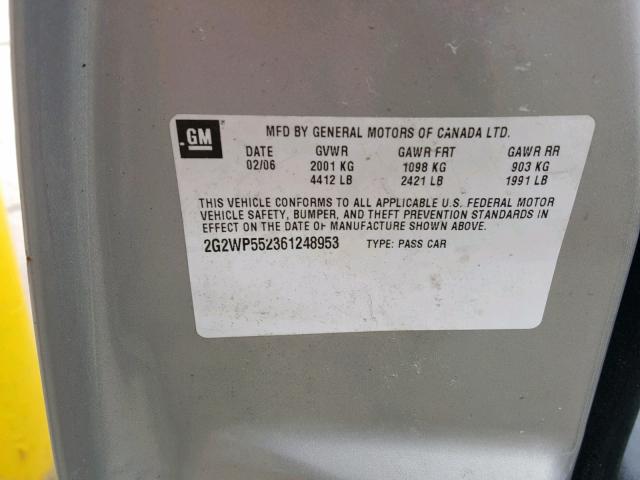 GM
MFD BY GENERAL MOTORS OF CANADA LTD.
DATE GVWR GAWR FRT GAWR RR
02/06 2001 KG 1098 KG 903 KG
4412 LB 2421 LB 1991 LB
THIS VEHICLE CONFORMS TO ALL APPLICABLE U.S. FEDERAL MOTOR
VEHICLE SAFETY, BUMPER, AND THEFT PREVENTION STANDARDS IN
EFFECT ON THE DATE OF MANUFACTURE SHOWN ABOVE.
2G2WP552361248953 TYPE: PASS CAR